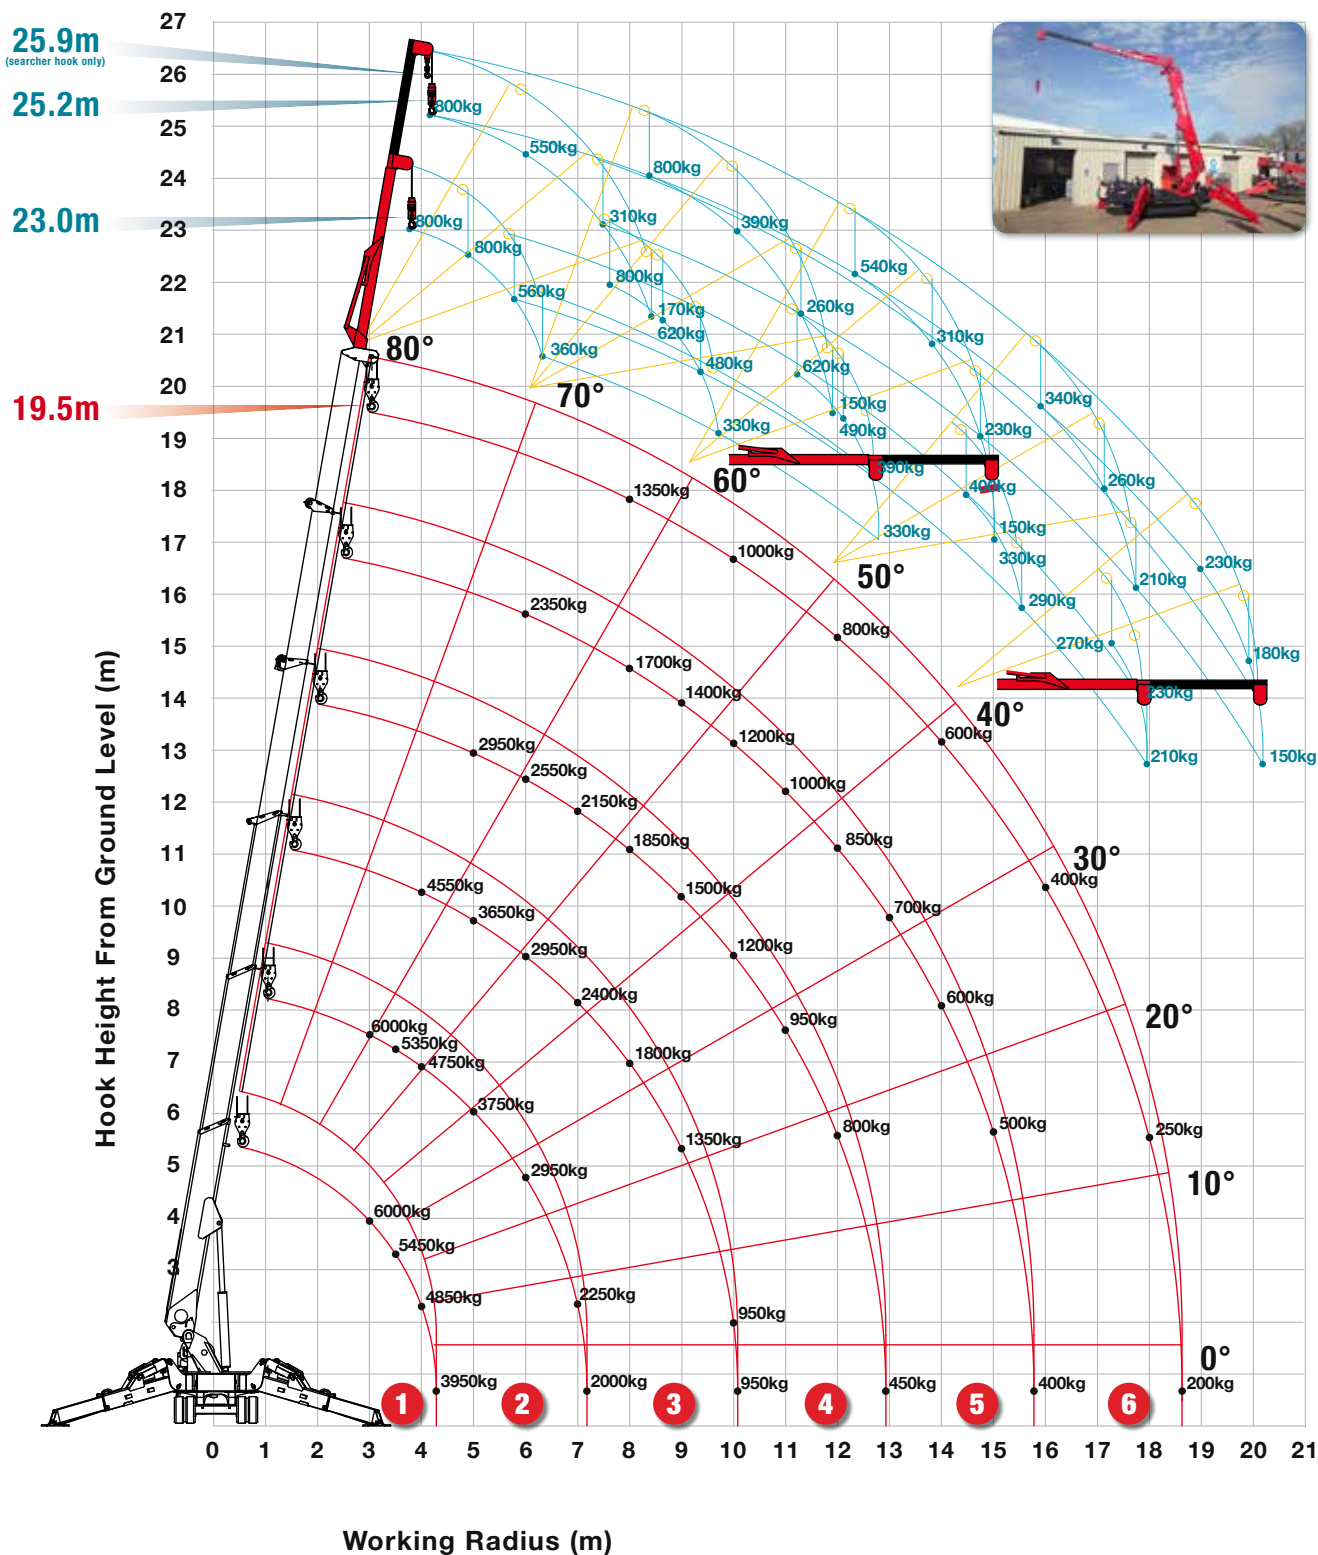 27
25.9m
(searcher hook only)
26
25.2m
25
24
23.0m
23
22
21
20
19.5m
19
18
17
16
15
14
13
12
11
10
9
8
7
6
5
4
3
Hook Height From Ground Level (m)
800kg
550kg
800kg
310kg
390kg
800kg
800kg
540kg
560kg
800kg
170kg
260kg
620kg
310kg
360kg
480kg
620kg
340kg
330kg
150kg
490kg
230kg
390kg
400kg
260kg
330kg
150kg
330kg
230kg
290kg
210kg
270kg
180kg
230kg
210kg
150kg
80°
70°
60°
50°
40°
30°
20°
10°
0°
1350kg
1000kg
800kg
600kg
400kg
250kg
200kg
2350kg
1700kg
1400kg
1200kg
1000kg
850kg
700kg
600kg
500kg
400kg
2950kg
2550kg
2150kg
1850kg
1500kg
1200kg
950kg
800kg
450kg
4550kg
3650kg
2950kg
2400kg
1800kg
1350kg
950kg
950kg
6000kg
5350kg
4750kg
3750kg
2950kg
2250kg
2000kg
6000kg
5450kg
4850kg
3950kg
1 2 3 4 5 6
0 1 2 3 4 5 6 7 8 9 10 11 12 13 14 15 16 17 18 19 20 21
Working Radius (m)